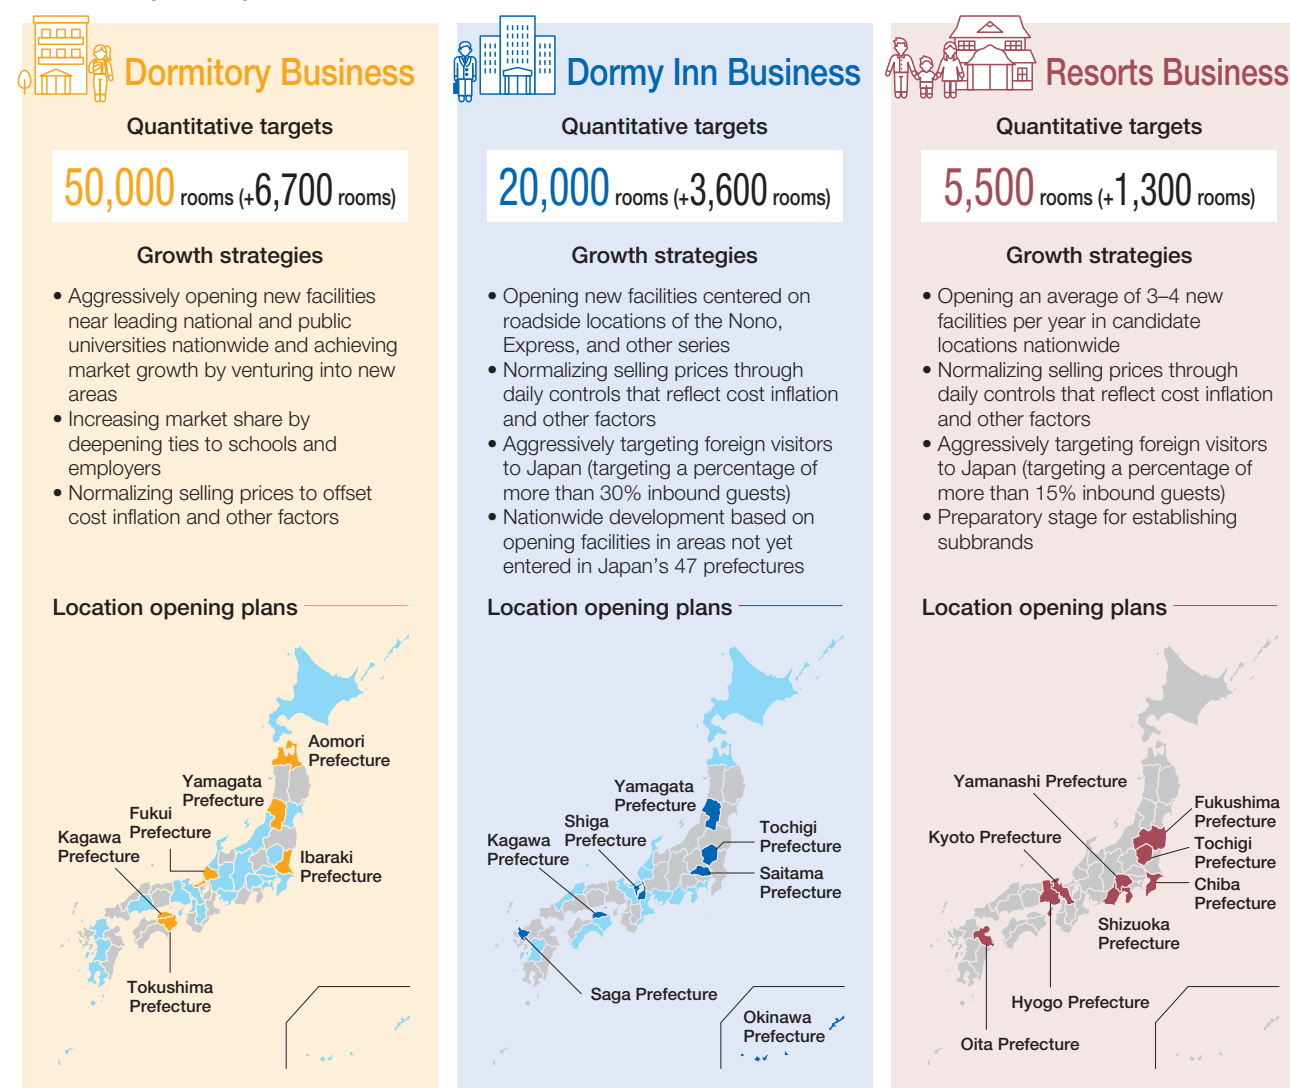 Dormitory Business
Quantitative targets
50,000 rooms (+6,700 rooms)
Growth strategies
• Aggressively opening new facilities
near leading national and public
universities nationwide and achieving
market growth by venturing into new
areas
• Increasing market share by
deepening ties to schools and
employers
• Normalizing selling prices to offset
cost inflation and other factors
Location opening plans
Aomori
Prefecture
Yamagata
Prefecture
Fukui
Prefecture
Kagawa
Prefecture
Ibaraki
Prefecture
Tokushima
Prefecture
Dormy Inn Business
Quantitative targets
20,000 rooms (+3,600 rooms)
Growth strategies
• Opening new facilities centered on
roadside locations of the Nono,
Express, and other series
• Normalizing selling prices through
daily controls that reflect cost inflation
and other factors
• Aggressively targeting foreign visitors
to Japan (targeting a percentage of
more than 30% inbound guests)
• Nationwide development based on
opening facilities in areas not yet
entered in Japan's 47 prefectures
Location opening plans
Yamagata
Prefecture
Shiga
Prefecture
Kagawa
Prefecture
Tochigi
Prefecture
Saitama
Prefecture
Saga Prefecture
Okinawa
Prefecture
Resorts Business
Quantitative targets
5,500 rooms (+1,300 rooms)
Growth strategies
• Opening an average of 3–4 new
facilities per year in candidate
locations nationwide
• Normalizing selling prices through
daily controls that reflect cost inflation
and other factors
• Aggressively targeting foreign visitors
to Japan (targeting a percentage of
more than 15% inbound guests)
• Preparatory stage for establishing
subbrands
Location opening plans
Yamanashi Prefecture
Fukushima
Prefecture
Kyoto Prefecture
Tochigi
Prefecture
Chiba
Prefecture
Shizuoka
Prefecture
Hyogo Prefecture
Oita Prefecture